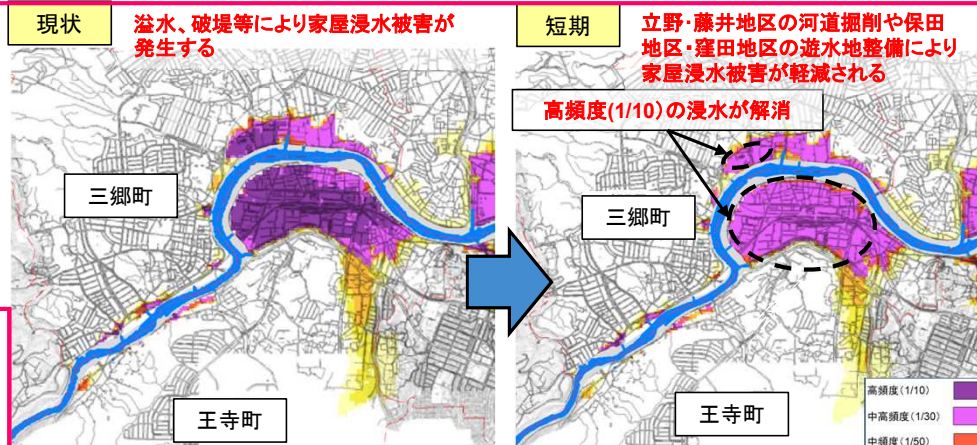 現状
溢水、破堤等により家屋浸水被害が
発生する
三郷町
王寺町
短期
立野・藤井地区の河道掘削や保田
地区・窪田地区の遊水地整備により
家屋浸水被害が軽減される
高頻度(1/10)の浸水が解消
三郷町
王寺町
高頻度(1/10)
中高頻度(1/30)
中頻度(1/50)